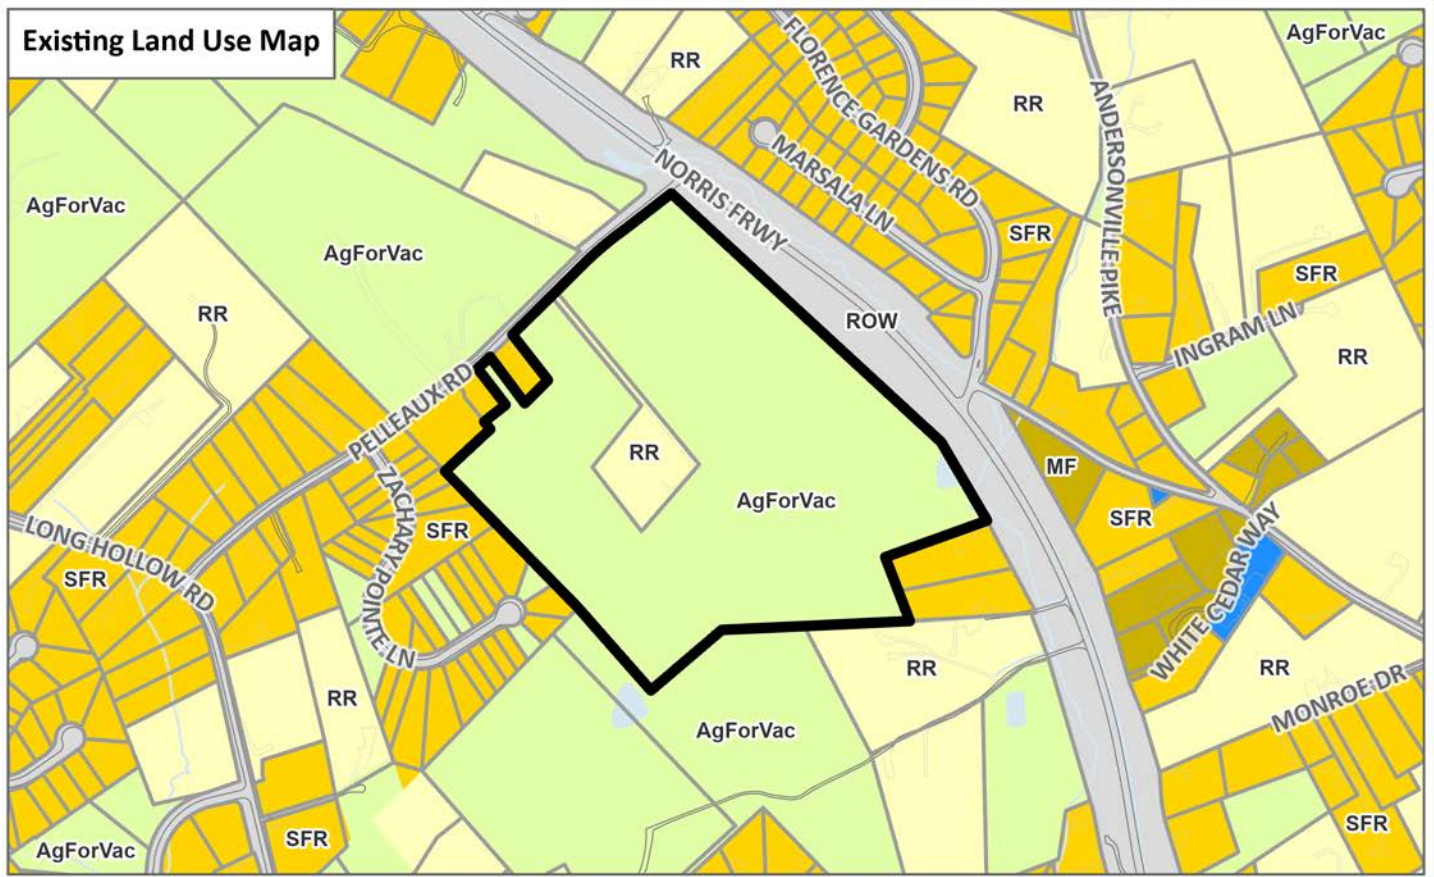 Existing Land Use Map
AgForVac
RR
FLORENCE GARDENS RD
RR
ANDERSONVILLE PIKE
MARSALA LN
NORRIS FRWY
AgForVac
AgForVac
SFR
SFR
RR
ROW
INGRAM LN
RR
PELLEAUX RD
RR
MF
AgForVac
SFR
SFR
ZACHARY POINTE LN
LONG HOLLOW RD
SFR
WHITE CEDAR WAY
RR
RR
RR
MONROE DR
AgForVac
SFR
SFR
AgForVac